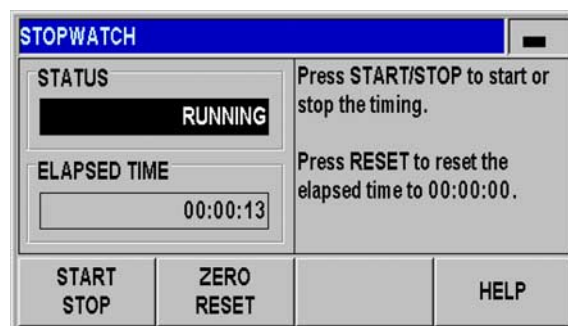 STOPWATCH
STATUS
RUNNING
ELAPSED TIME
00:00:13
Press START/STOP to start or
stop the timing.
Press RESET to reset the
elapsed time to 00:00:00.
START
STOP
ZERO
RESET
HELP